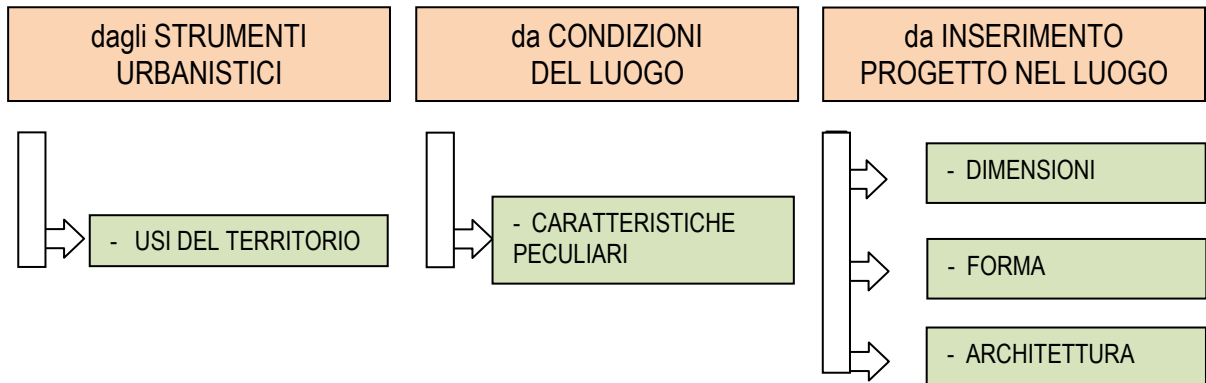 dagli STRUMENTI
URBANISTICI
da CONDIZIONI
DEL LUOGO
da INSERIMENTO
PROGETTO NEL LUOGO
- USI DEL TERRITORIO
- CARATTERISTICHE
PECULIARI
- DIMENSIONI
- FORMA
- ARCHITETTURA